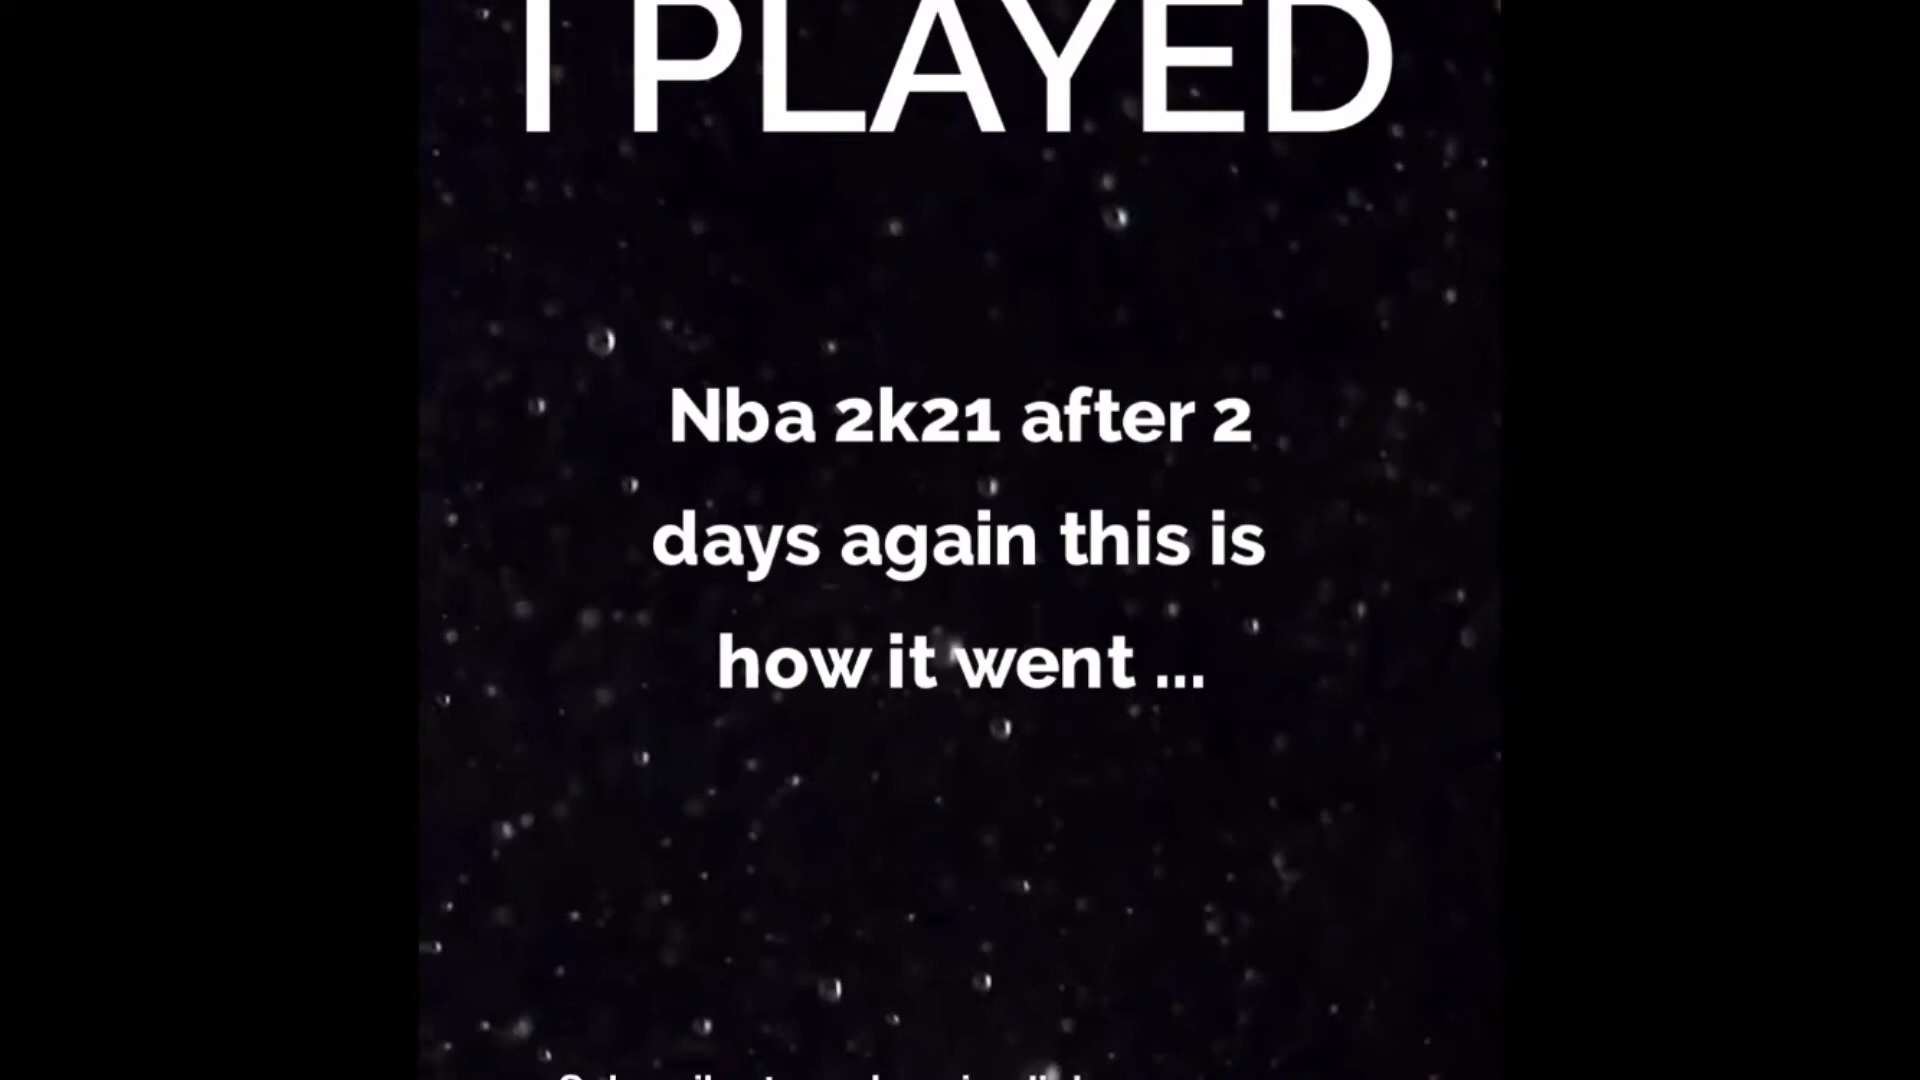 I PLAYED
Nba 2k21 after 2
days again this is
how it went ...